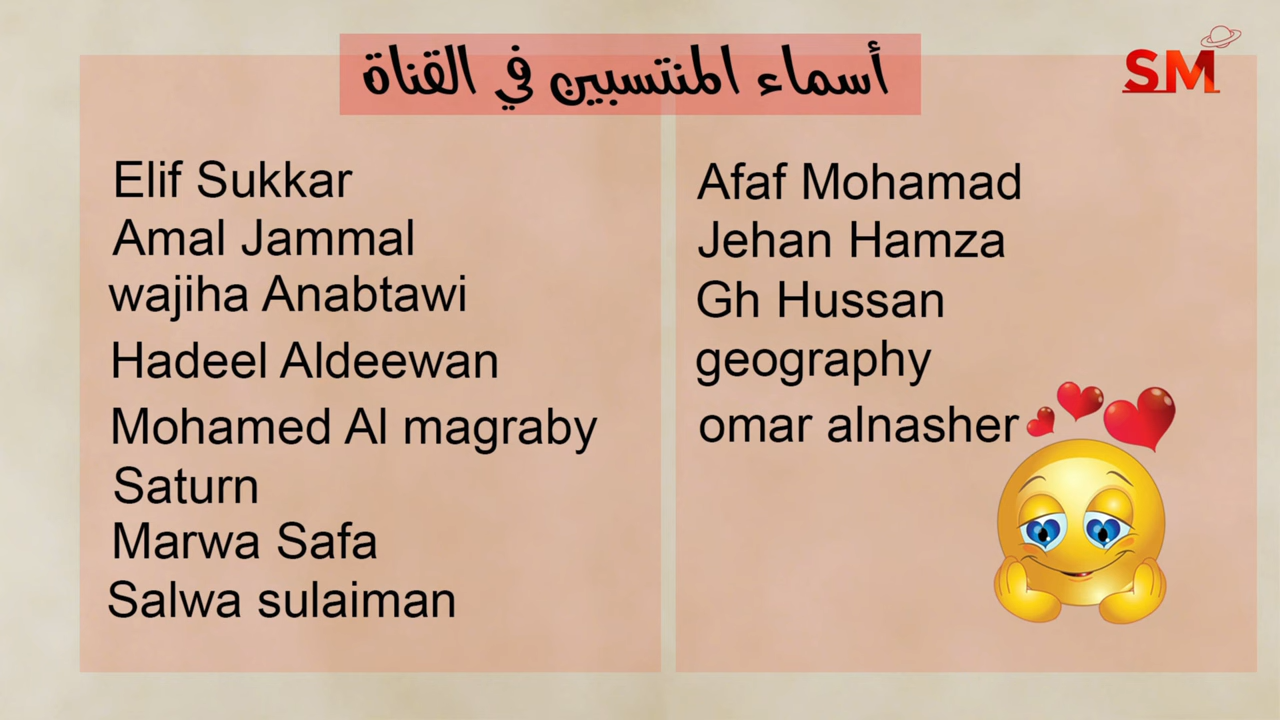 أسماء المنتسبين في القناة
SM
Elif Sukkar
Amal Jammal
wajiha Anabtawi
Hadeel Aldeewan
Mohamed Al magraby
Saturn
Marwa Safa
Salwa sulaiman
Afaf Mohamad
Jehan Hamza
Gh Hussan
geography
omar alnasher